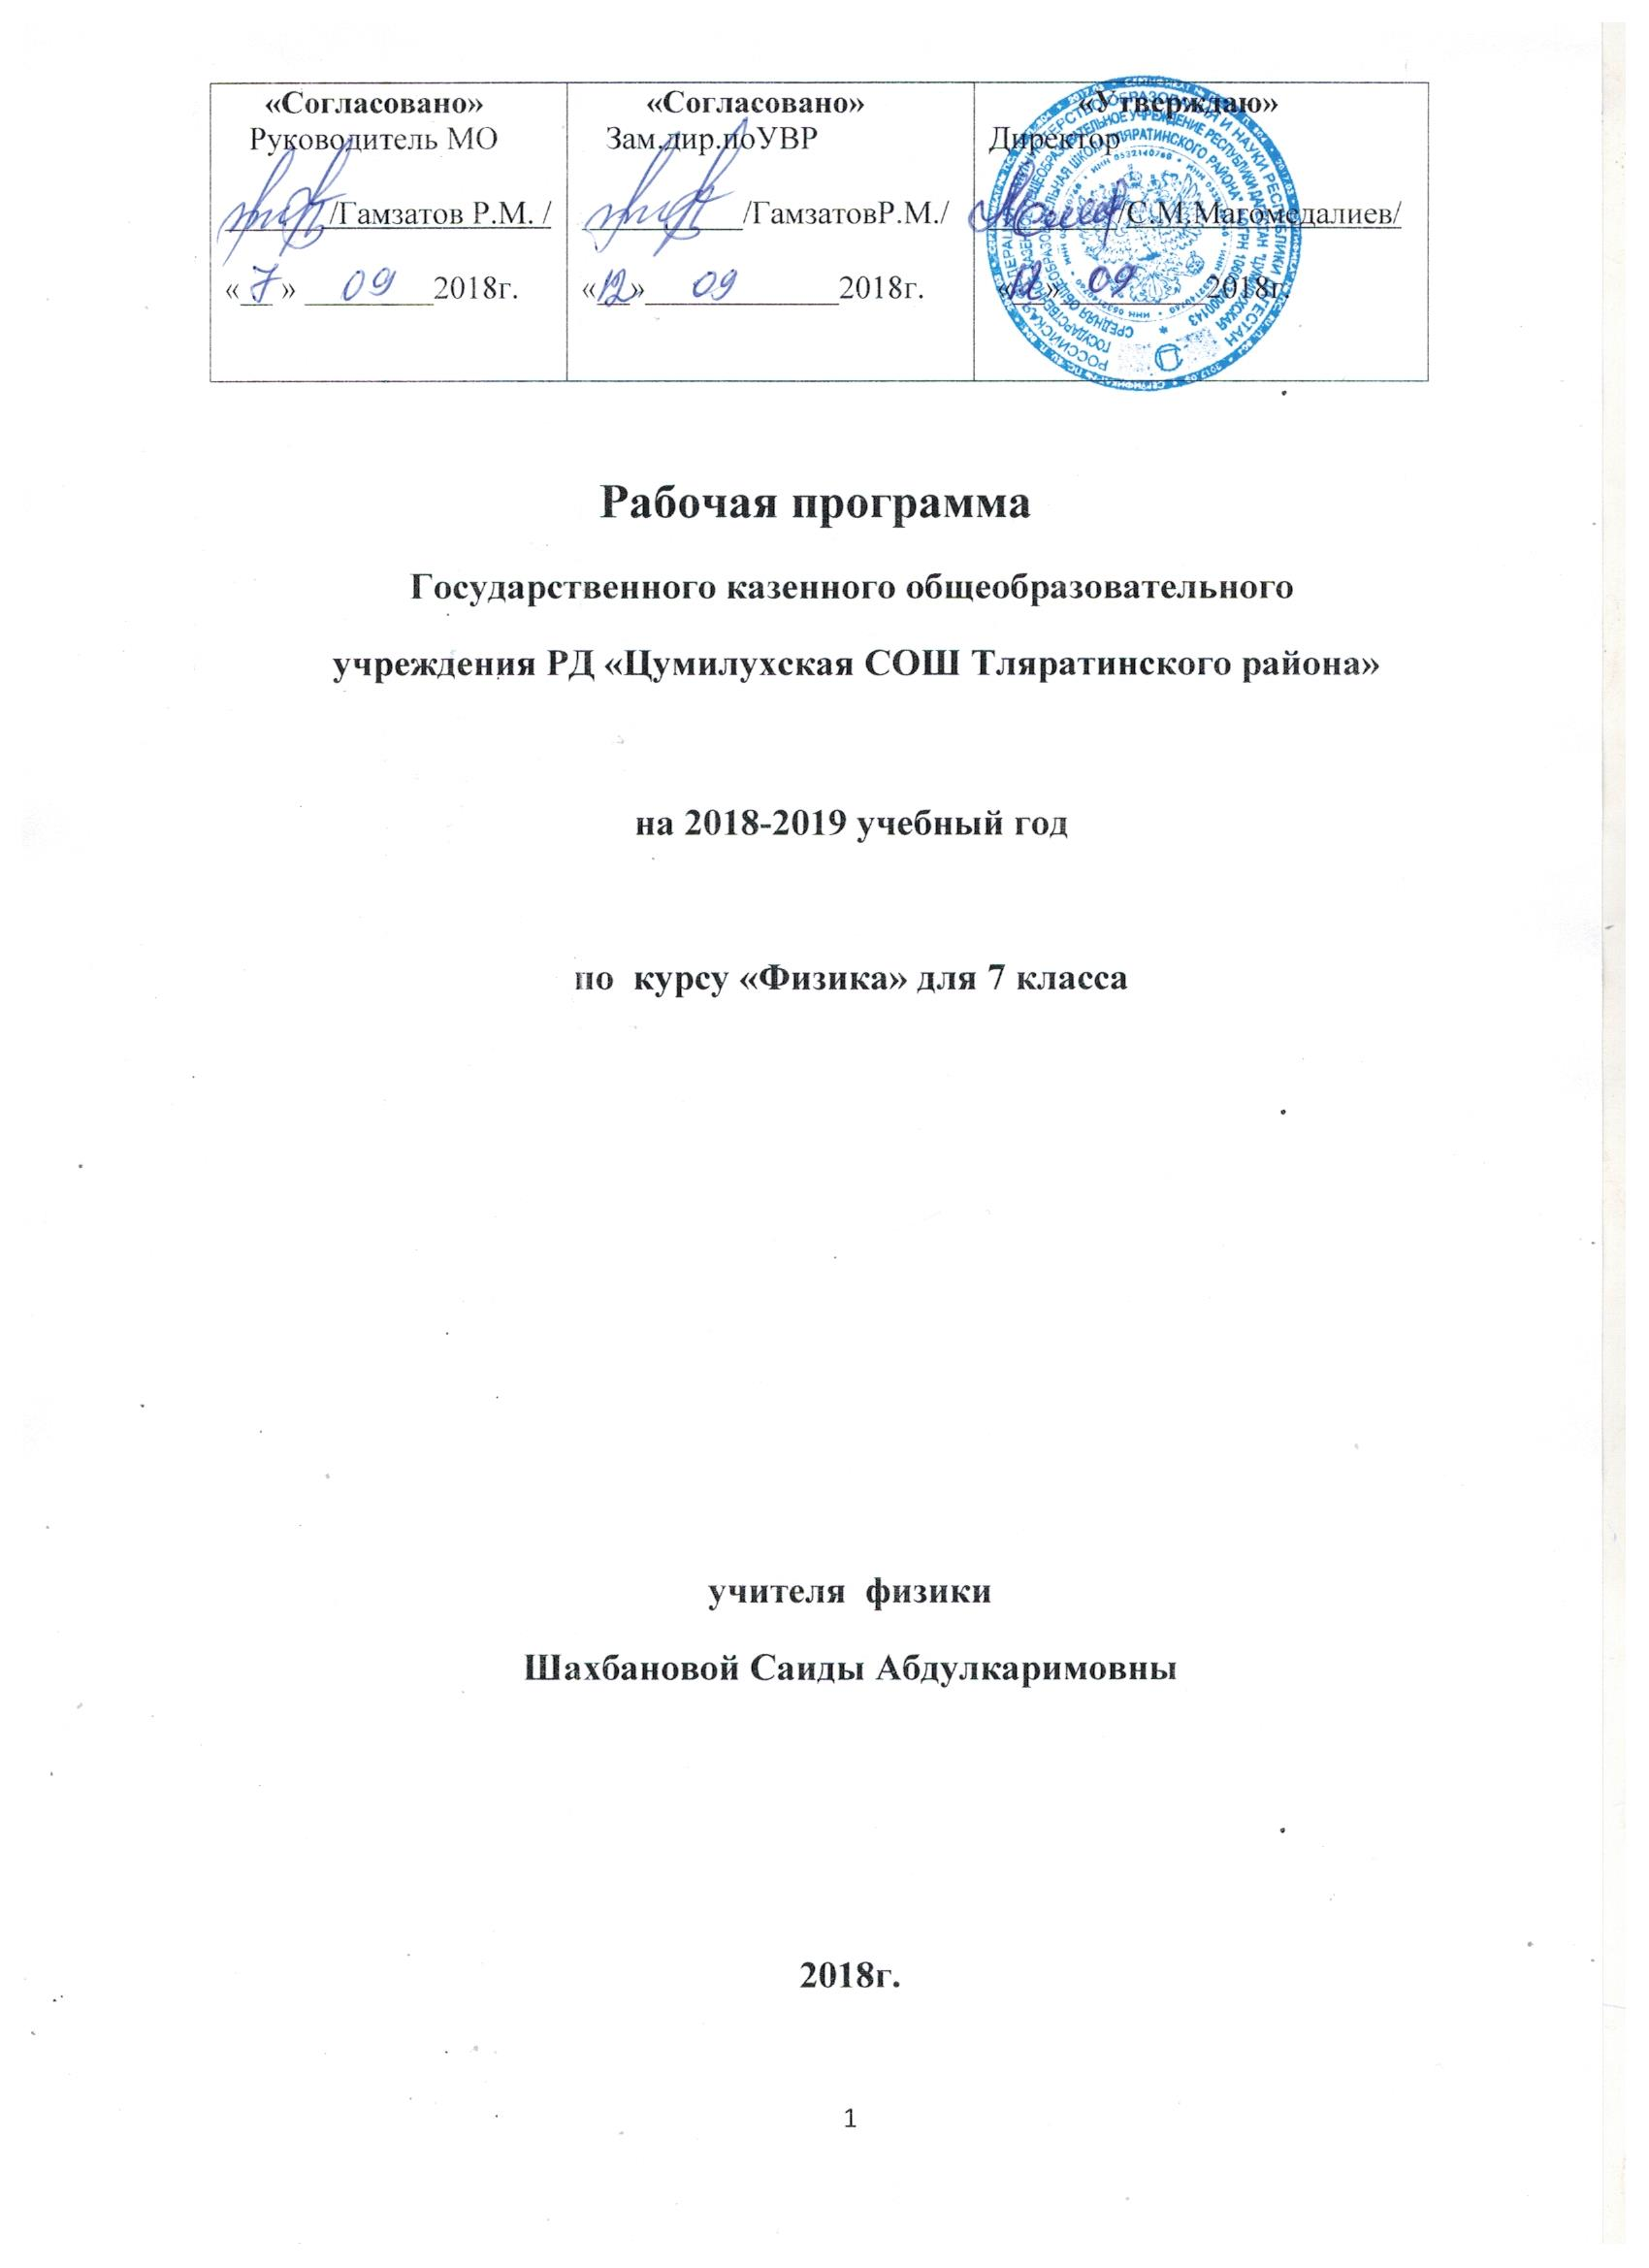 «Согласовано»
Руководитель МО
/Гамзатов Р.М. /
«7» 09 2018г.
«Согласовано»
Зам.дир.поУВР
/ГамзатовР.М./
«12» 09 2018г.
«Утверждаю»
Директор
/С.М.Магомедалиев/
«12» 09 2018г.
Рабочая программа
Государственного казенного общеобразовательного
учреждения РД «Цумилухская СОШ Тляратинского района»
на 2018-2019 учебный год
по курсу «Физика» для 7 класса
учителя физики
Шахбановой Саиды Абдулкаримовны
2018г.
1